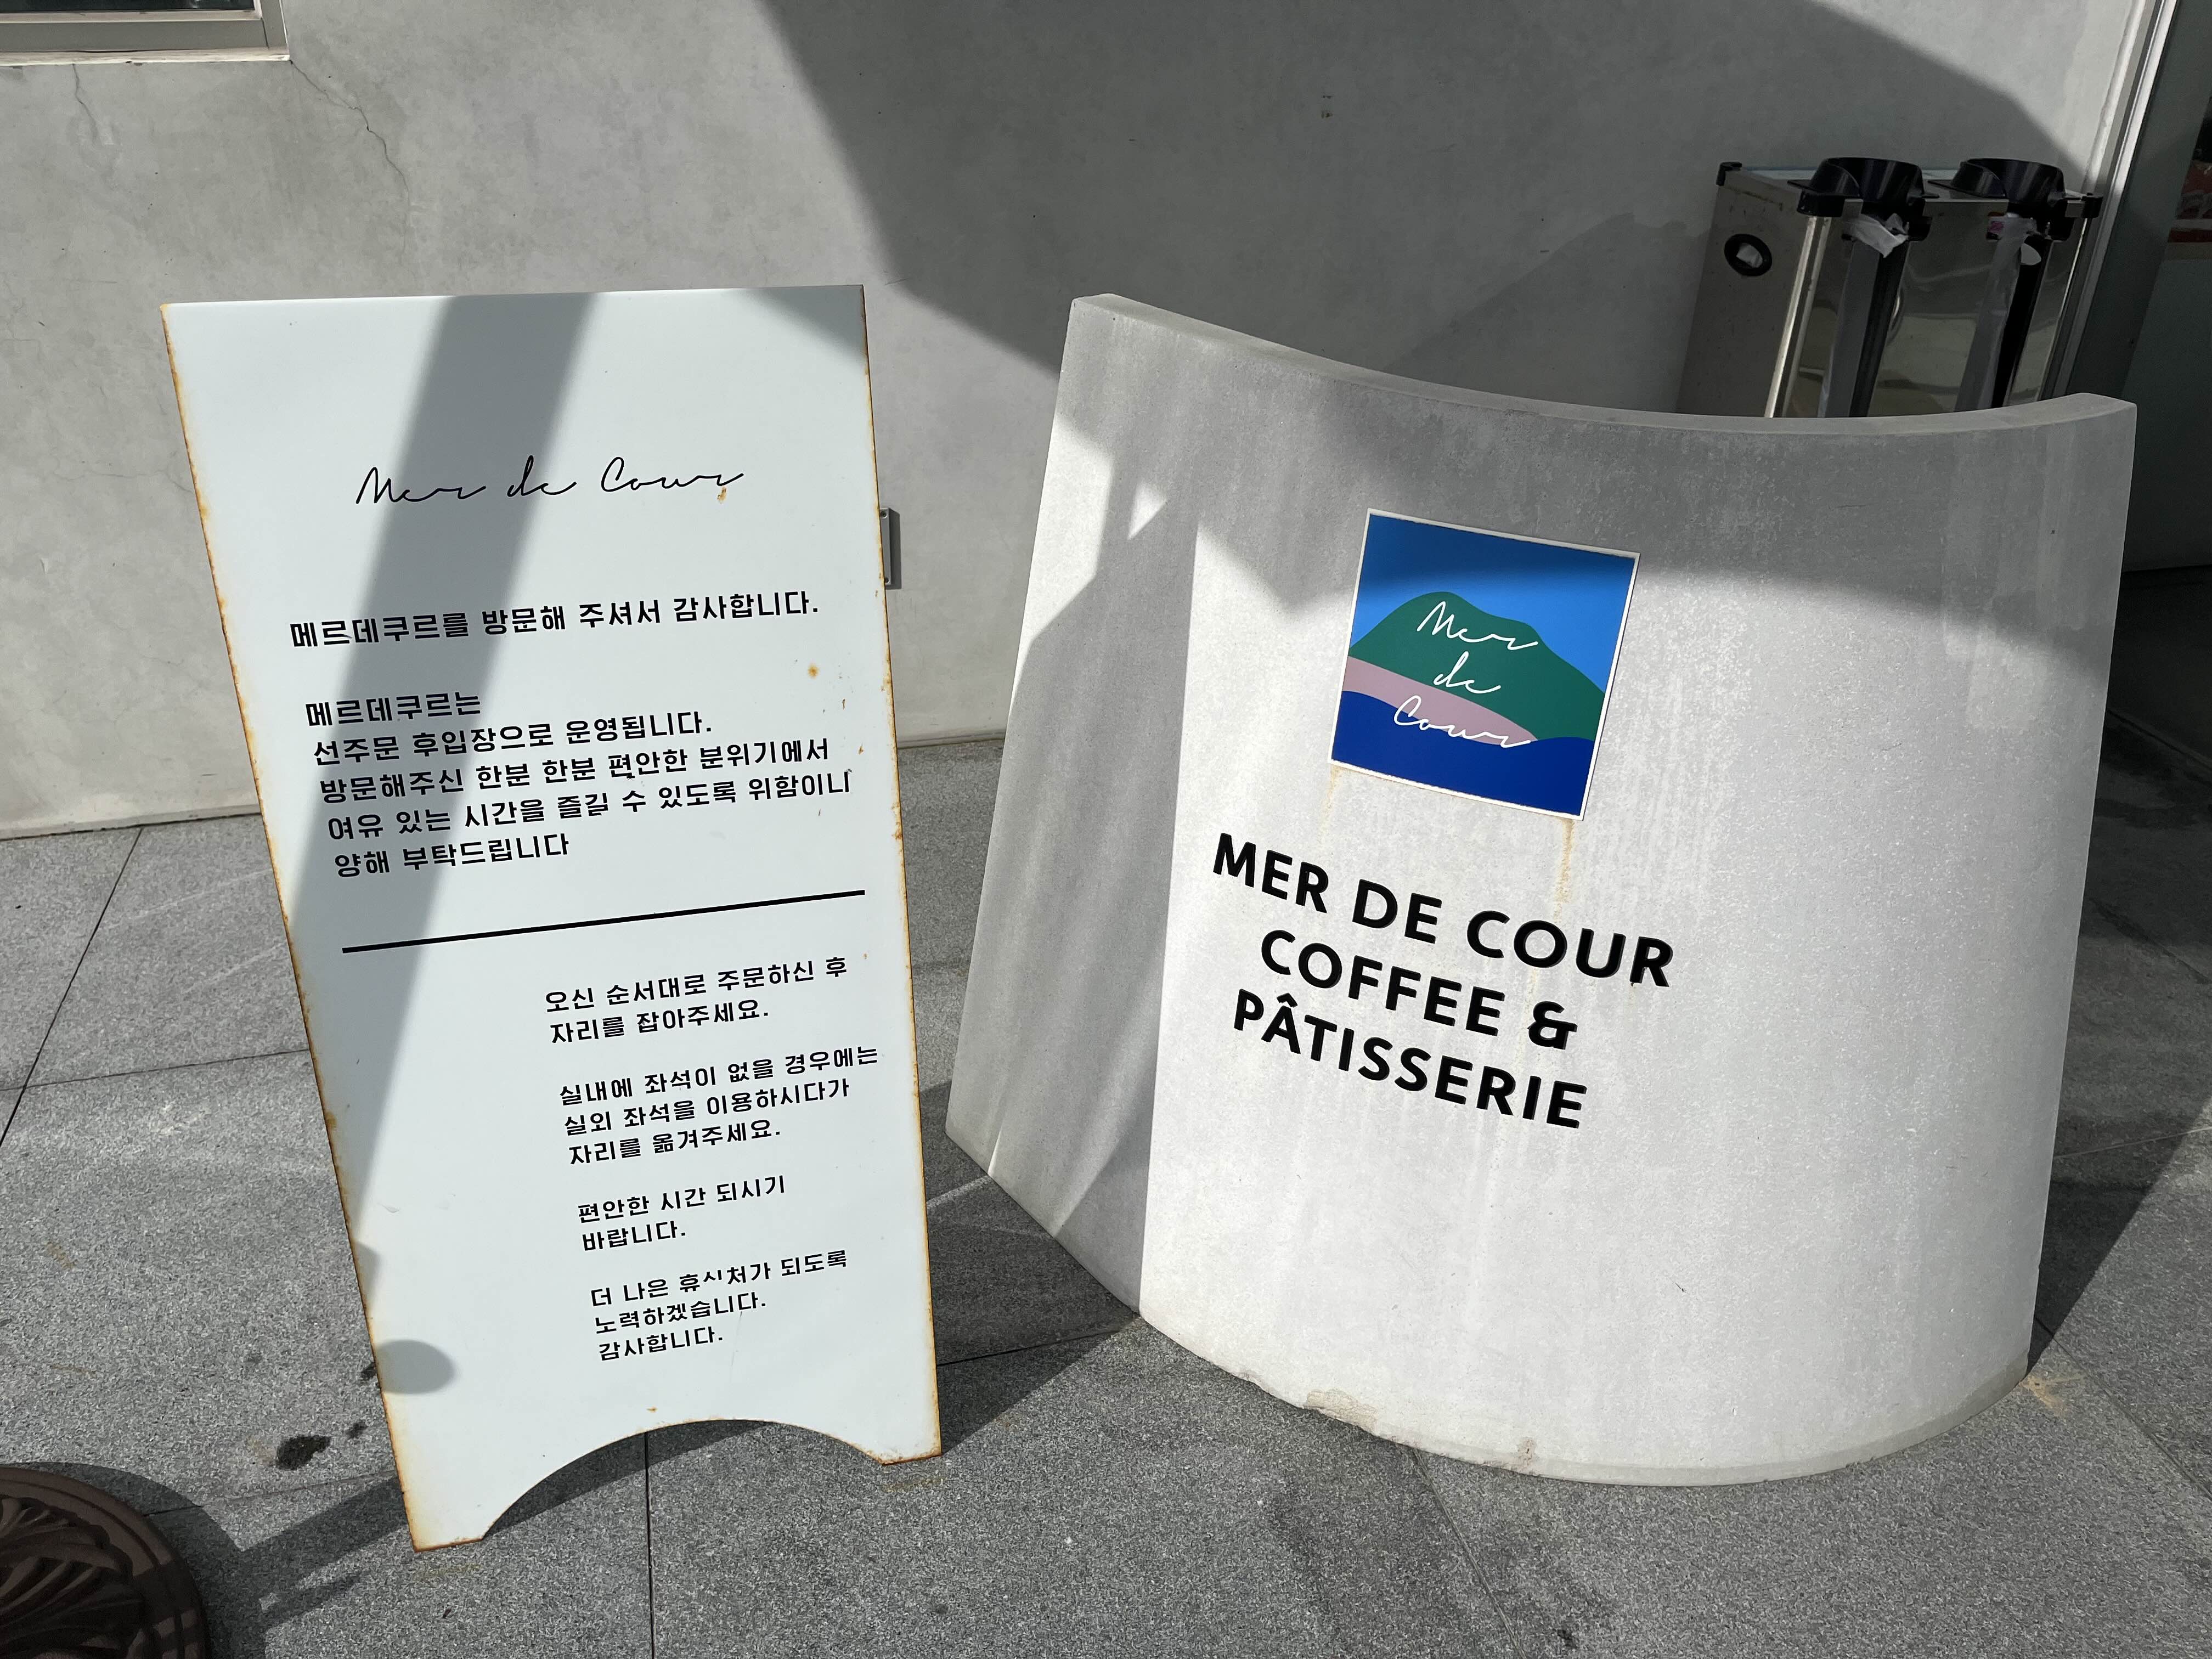 Mer de Cour
메르데쿠르를 방문해 주셔서 감사합니다.
메르데쿠르는
선주문 후입장으로 운영됩니다.
방문해주신 한분 한분 편안한 분위기에서
여유 있는 시간을 즐길 수 있도록 위함이니
양해 부탁드립니다
오신 순서대로 주문하신 후
자리를 잡아주세요.
실내에 좌석이 없을 경우에는
실외 좌석을 이용하시다가
자리를 옮겨주세요.
편안한 시간 되시기
바랍니다.
더 나은 휴식처가 되도록
노력하겠습니다.
감사합니다.
Mer
de
Cour
MER DE COUR
COFFEE &
PÂTISSERIE